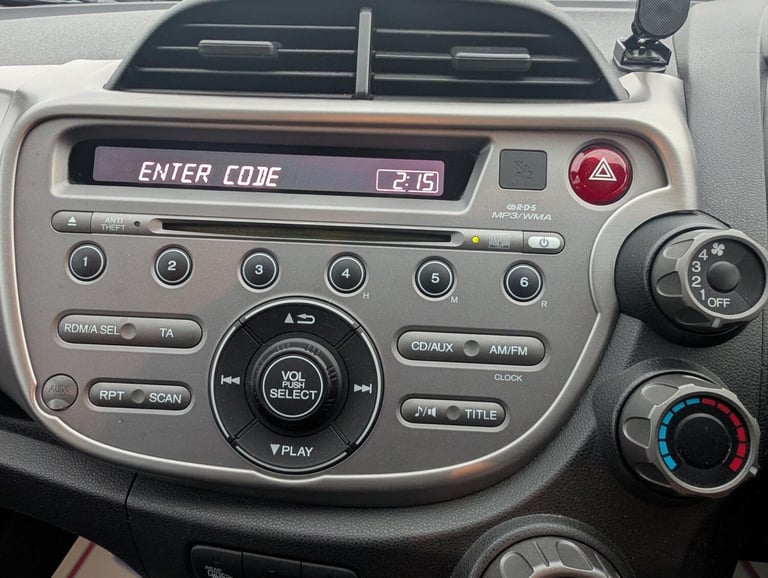 ENTER CODE 2:15
R·D·S
MP3/WMA
ANTI
THEFT
1 2 3 4 5 6
H M R
RDM/A SEL TA
CD/AUX AM/FM
CLOCK
AUX
RPT SCAN
TITLE
VOL
PUSH
SELECT
PLAY
4
3
2
1 OFF
REAR